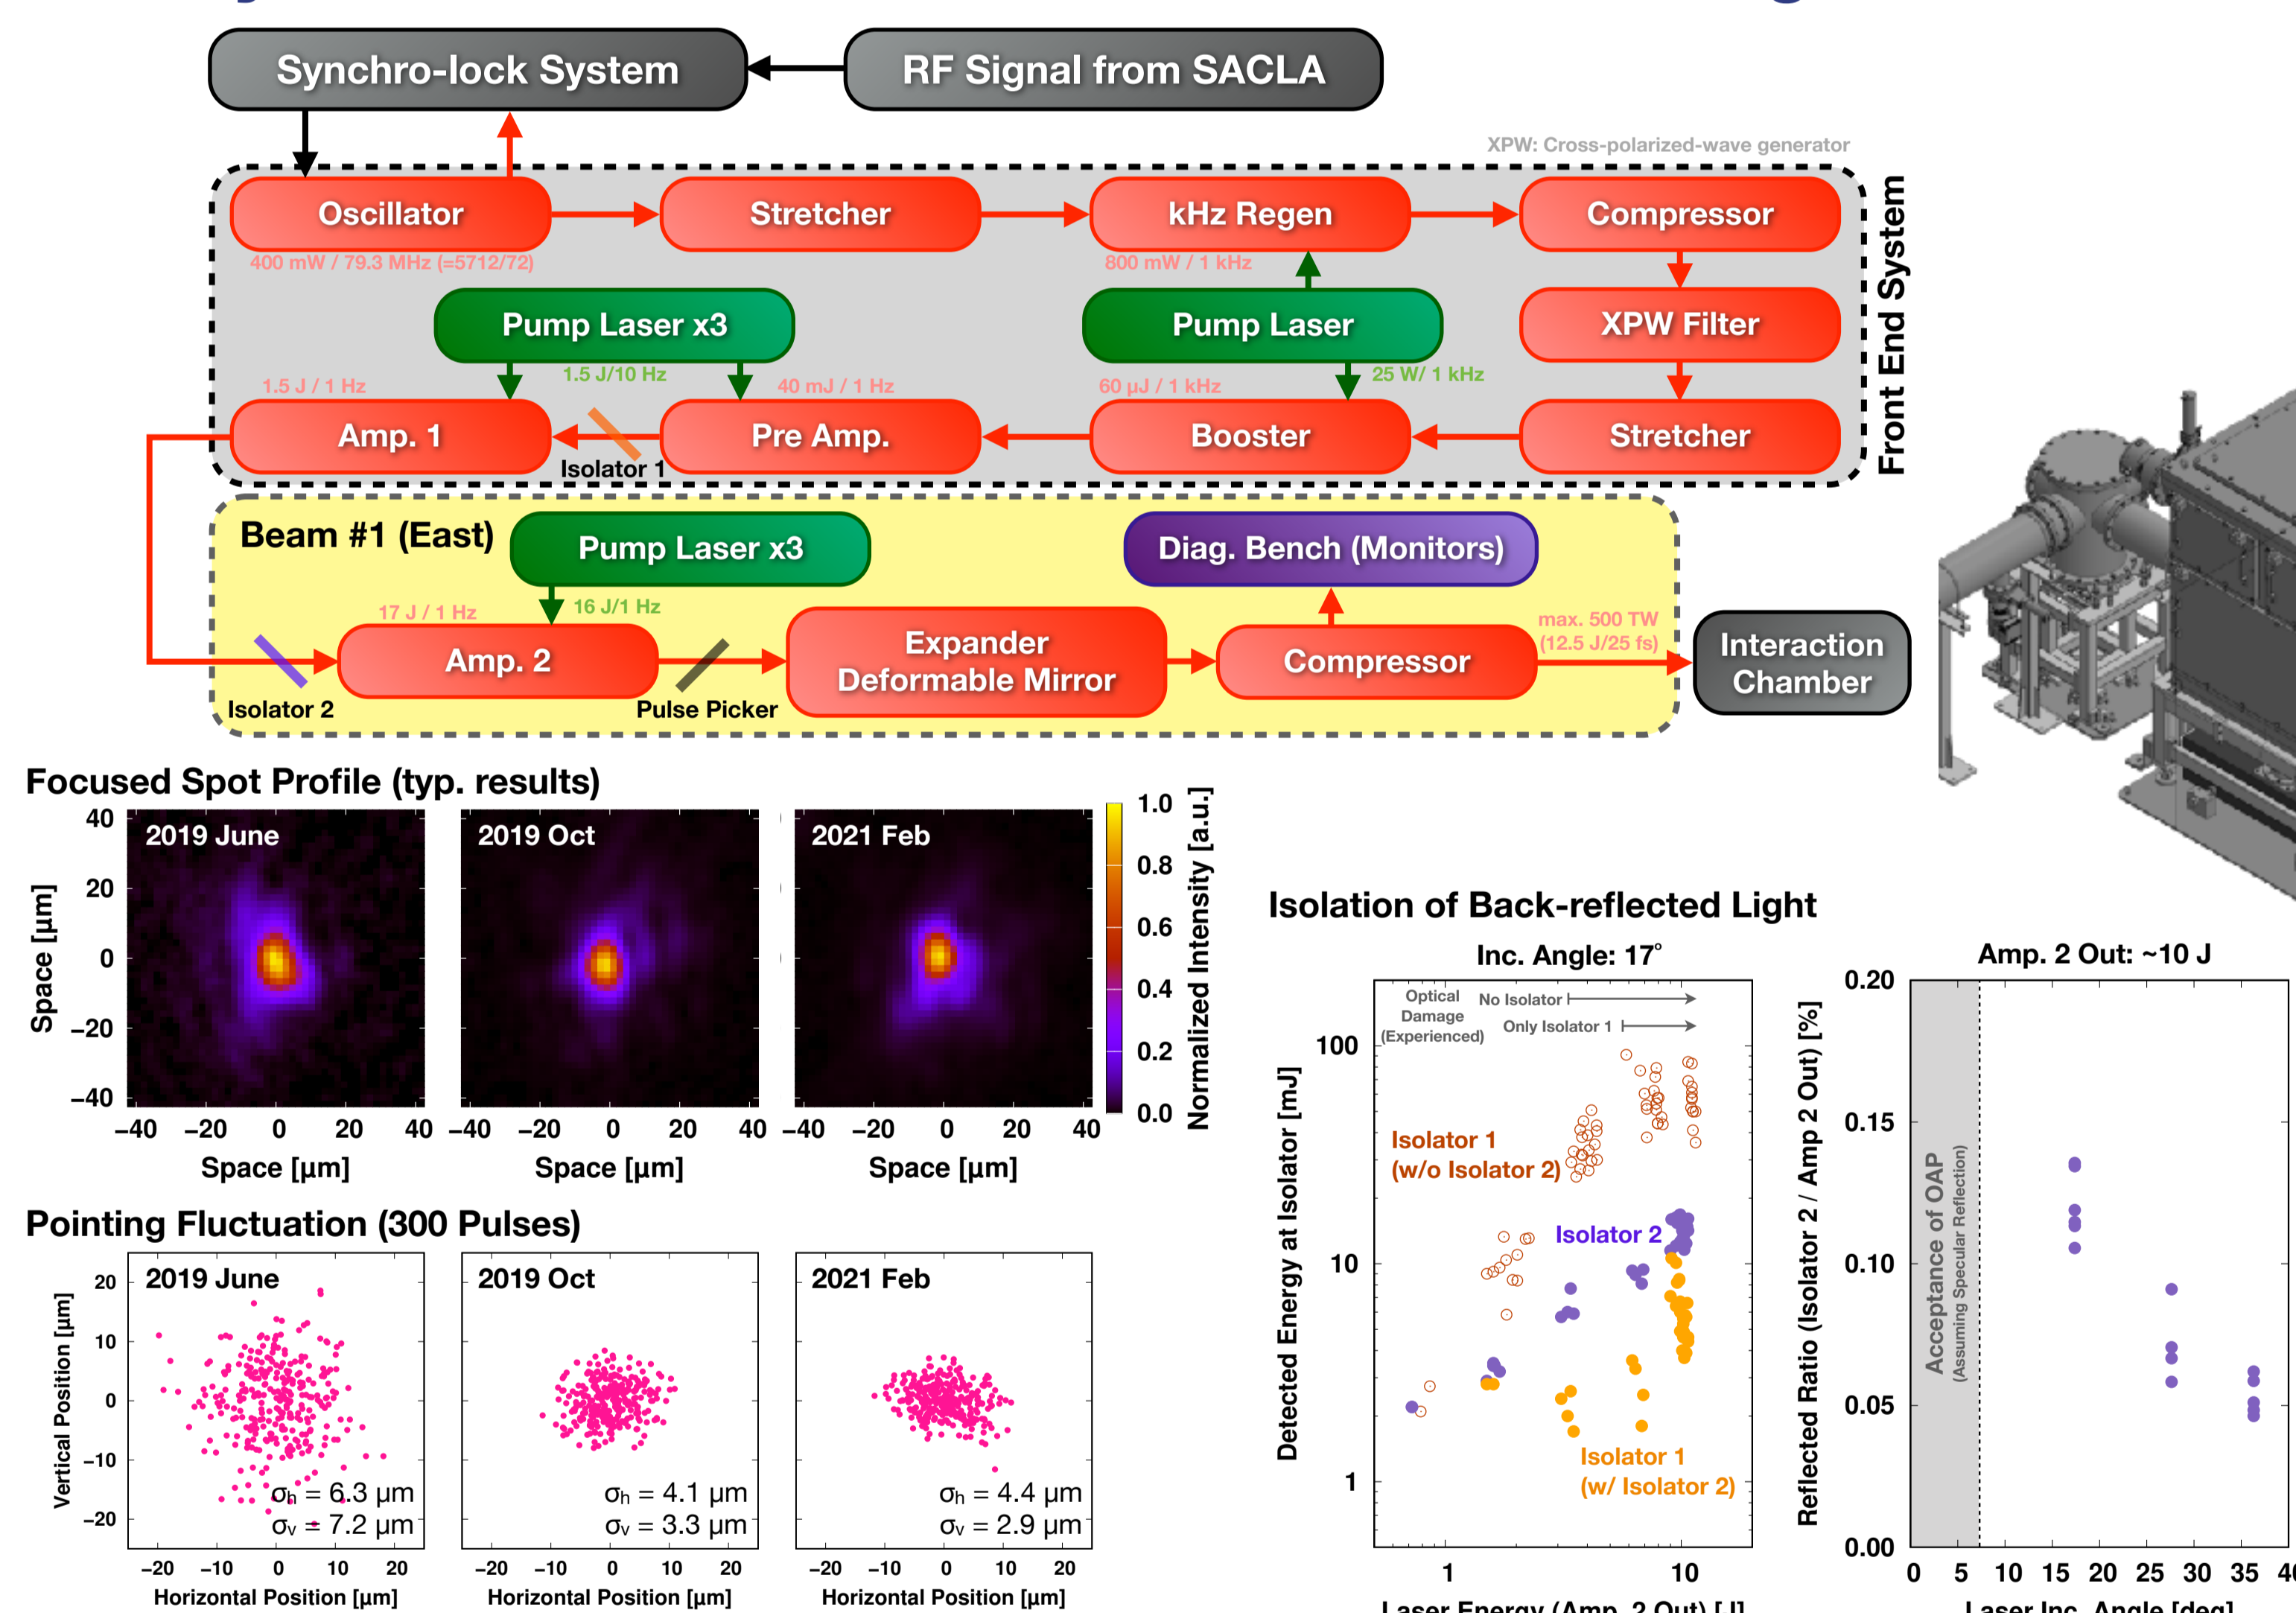 Synchro-lock System
RF Signal from SACLA
XPW: Cross-polarized-wave generator
Oscillator
Stretcher
kHz Regen
Compressor
400 mW / 79.3 MHz (=5712/72)
800 mW / 1 kHz
Front End System
Pump Laser x3
Pump Laser
XPW Filter
1.5 J / 1 Hz
1.5 J/10 Hz
40 mJ / 1 Hz
60 µJ / 1 kHz
25 W/ 1 kHz
Amp. 1
Pre Amp.
Booster
Stretcher
Isolator 1
Beam #1 (East)
Pump Laser x3
Diag. Bench (Monitors)
17 J / 1 Hz
16 J/1 Hz
max. 500 TW
(12.5 J/25 fs)
Amp. 2
Expander
Deformable Mirror
Compressor
Interaction
Chamber
Isolator 2
Pulse Picker
Focused Spot Profile (typ. results)
2019 June
2019 Oct
2021 Feb
40
20
0
−20
−40
Space [µm]
−40 −20 0 20 40
−40 −20 0 20 40
−40 −20 0 20 40
Space [µm]
Space [µm]
Space [µm]
1.0
0.8
0.6
0.4
0.2
0.0
Normalized Intensity [a.u.]
Pointing Fluctuation (300 Pulses)
2019 June
2019 Oct
2021 Feb
20
10
0
−10
−20
Vertical Position [µm]
σh = 6.3 µm
σv = 7.2 µm
σh = 4.1 µm
σv = 3.3 µm
σh = 4.4 µm
σv = 2.9 µm
−20 −10 0 10 20
−20 −10 0 10 20
−20 −10 0 10 20
Horizontal Position [µm]
Horizontal Position [µm]
Horizontal Position [µm]
Isolation of Back-reflected Light
Inc. Angle: 17°
Optical
Damage
(Experienced)
No Isolator
Only Isolator 1
100
10
1
Detected Energy at Isolator [mJ]
Isolator 1
(w/o Isolator 2)
Isolator 2
Isolator 1
(w/ Isolator 2)
1 10
Laser Energy (Amp. 2 Out) [J]
Amp. 2 Out: ~10 J
0.20
0.15
0.10
0.05
0.00
Reflected Ratio (Isolator 2 / Amp 2 Out) [%]
Acceptance of OAP
(Assuming Specular Reflection)
0 5 10 15 20 25 30 35
Laser Inc. Angle [deg]